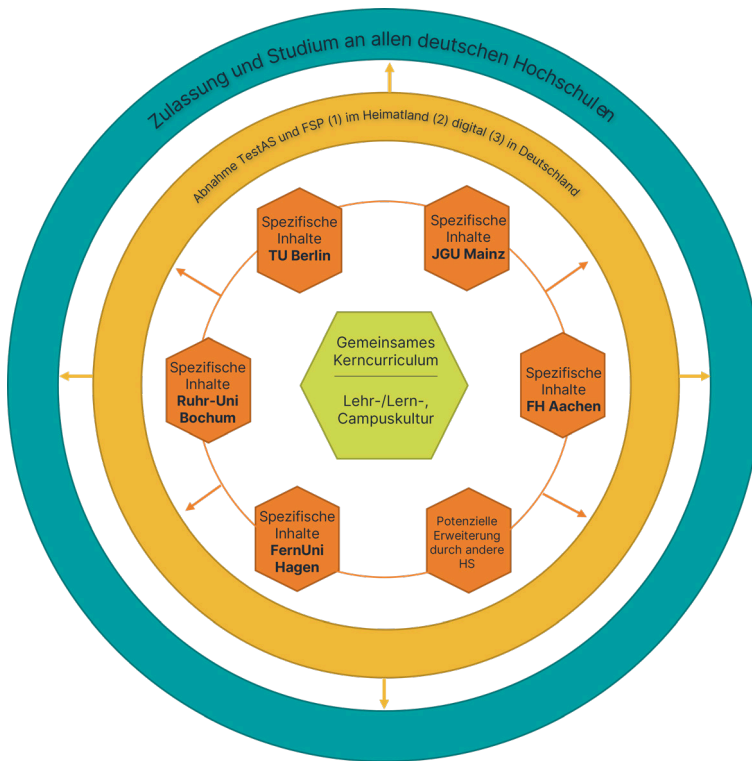 Zulassung und Studium an allen deutschen Hochschulen
Abnahme TestAS und FSP (1) im Heimatland (2) digital (3) in Deutschland
Spezifische
Inhalte
TU Berlin
Spezifische
Inhalte
JGU Mainz
Gemeinsames
Kerncurriculum
Lehr-/Lern-,
Campuskultur
Spezifische
Inhalte
Ruhr-Uni
Bochum
Spezifische
Inhalte
FH Aachen
Spezifische
Inhalte
FernUni
Hagen
Potenzielle
Erweiterung
durch andere
HS